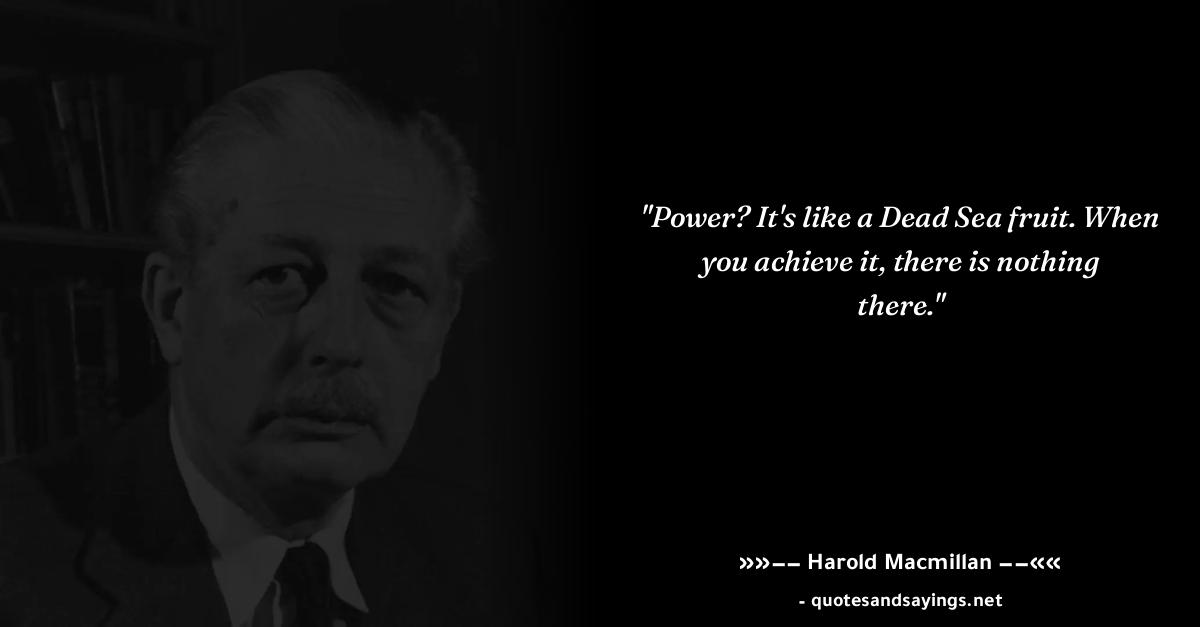 "Power? It's like a Dead Sea fruit. When
you achieve it, there is nothing
there."
»»−− Harold Macmillan −−««
- quotesandsayings.net